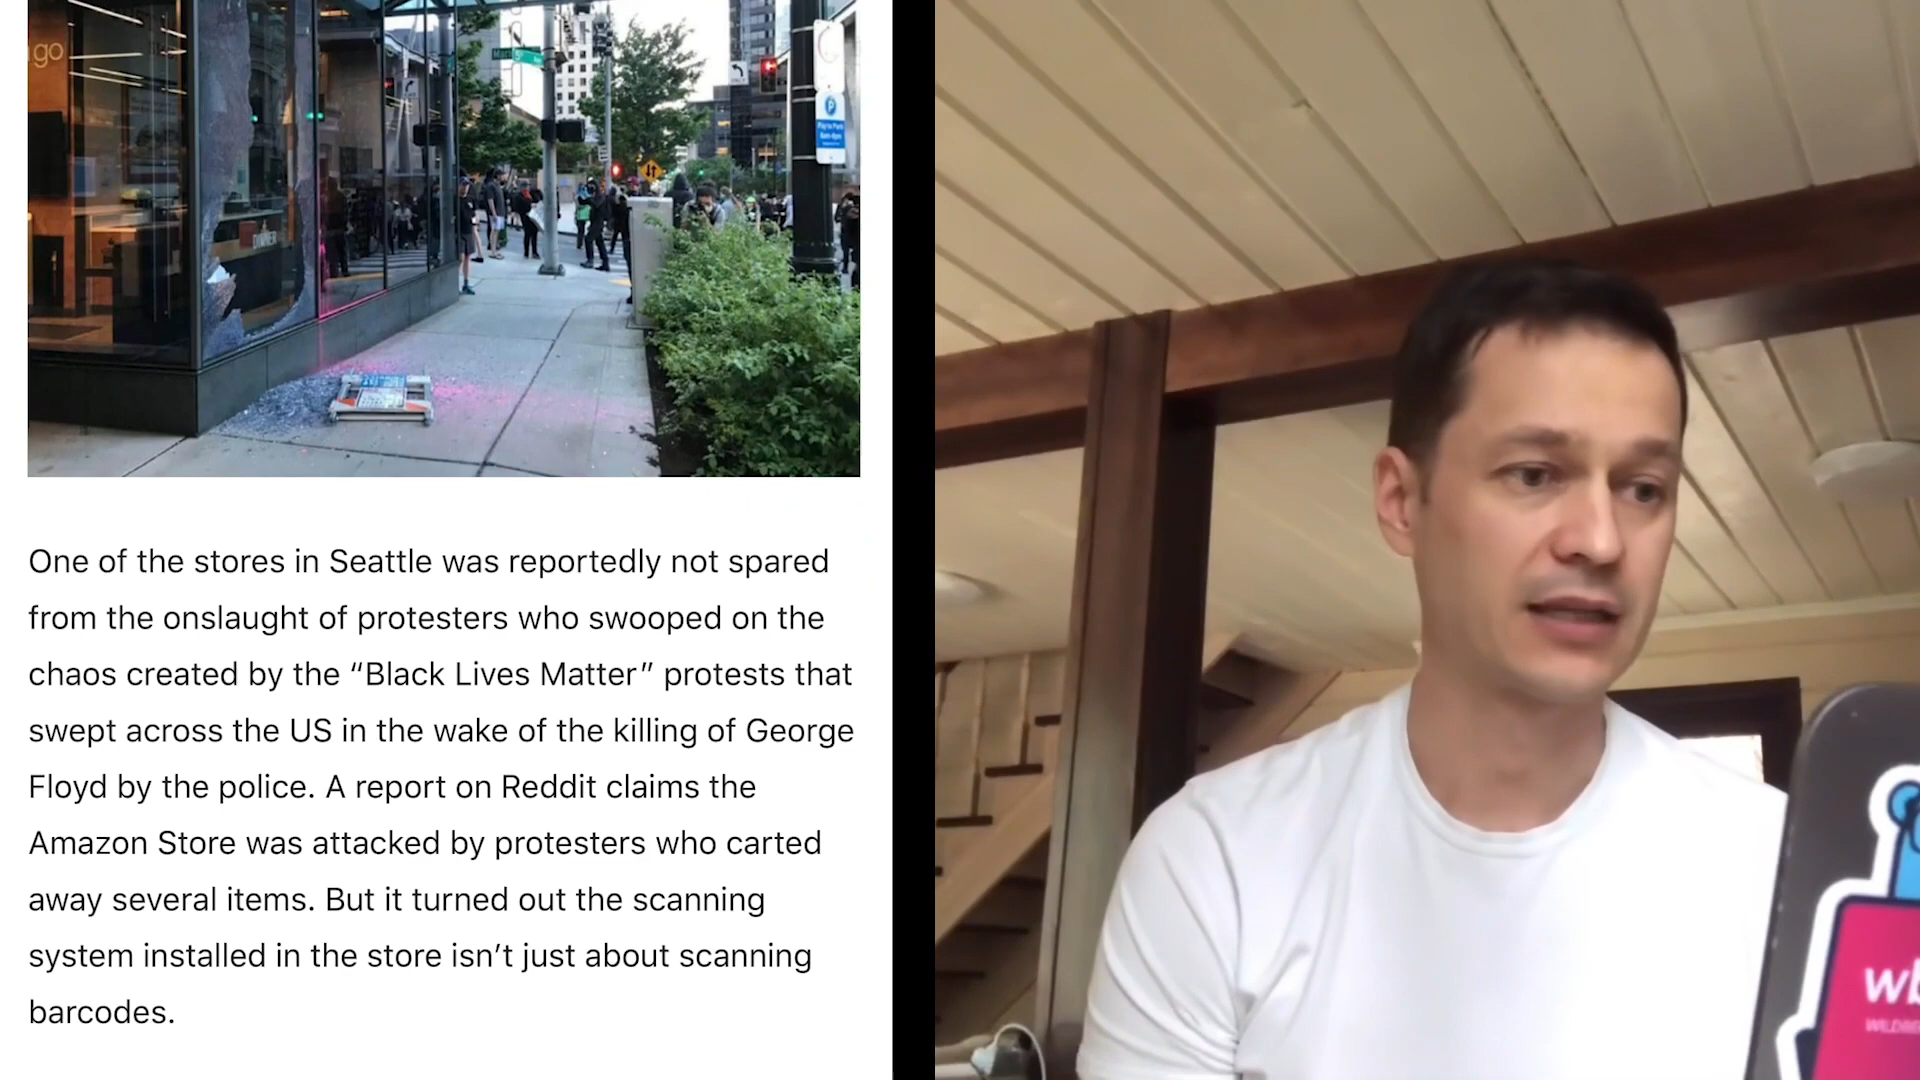 go
DINNER
One of the stores in Seattle was reportedly not spared
from the onslaught of protesters who swooped on the
chaos created by the “Black Lives Matter” protests that
swept across the US in the wake of the killing of George
Floyd by the police. A report on Reddit claims the
Amazon Store was attacked by protesters who carted
away several items. But it turned out the scanning
system installed in the store isn’t just about scanning
barcodes.
wb